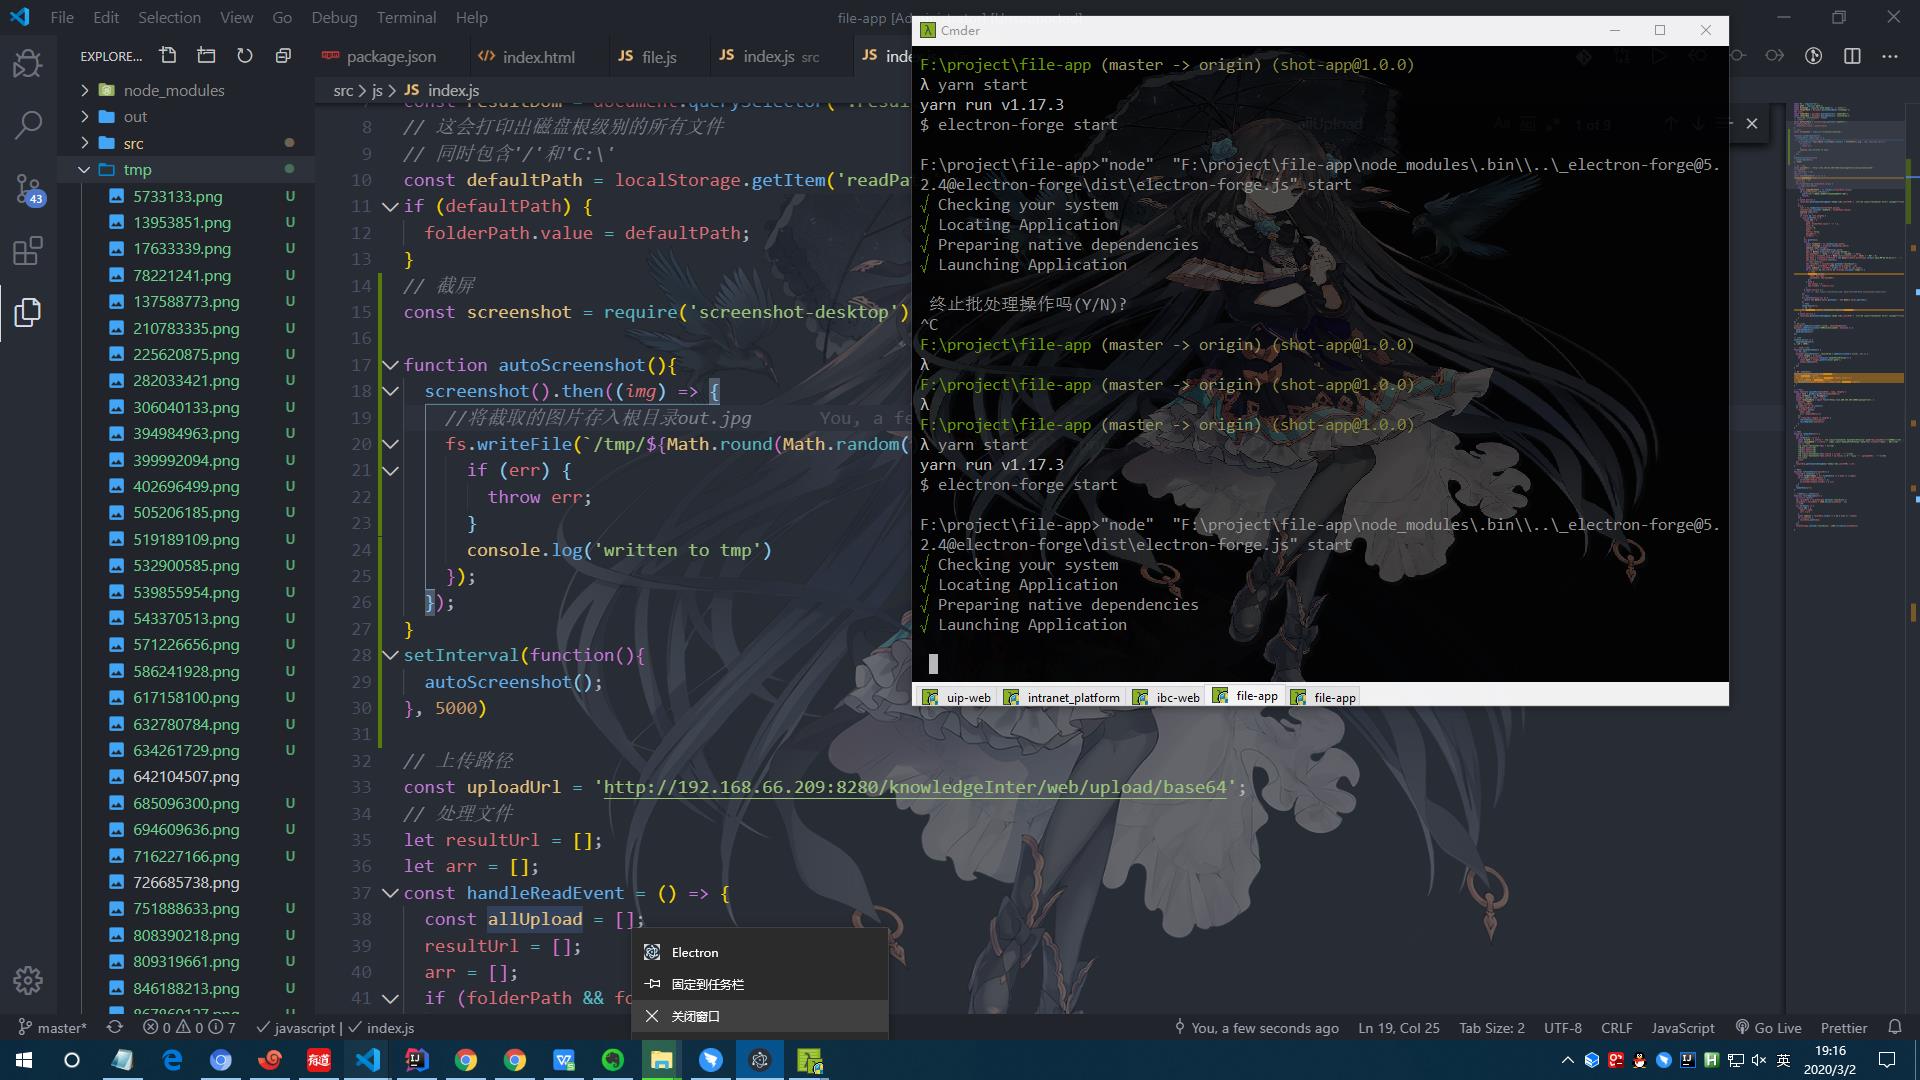 File Edit Selection View Go Debug Terminal Help
EXPLORE...
node_modules
out
src
tmp
5733133.png U
13953851.png U
17633339.png U
78221241.png U
137588773.png U
210783335.png U
225620875.png U
282033421.png U
306040133.png U
394984963.png U
399992094.png U
402696499.png U
505206185.png U
519189109.png U
532900585.png U
539855954.png U
543370513.png U
571226656.png U
586241928.png U
617158100.png U
632780784.png U
634261729.png U
642104507.png
685096300.png U
694609636.png U
716227166.png U
726685738.png
751888633.png U
808390218.png U
809319661.png U
846188213.png U
43
package.json
index.html
JS file.js
JS index.js src
JS
src > js > JS index.js
8 // 这会打印出磁盘根级别的所有文件
9 // 同时包含'/'和'C:\'
10 const defaultPath = localStorage.getItem('readPa
11 if (defaultPath) {
12 folderPath.value = defaultPath;
13 }
14 // 截屏
15 const screenshot = require('screenshot-desktop')
16
17 function autoScreenshot(){
18 screenshot().then((img) => {
19 //将截取的图片存入根目录out.jpg You, a fe
20 fs.writeFile(`/tmp/${Math.round(Math.random(
21 if (err) {
22 throw err;
23 }
24 console.log('written to tmp')
25 });
26 });
27 }
28 setInterval(function(){
29 autoScreenshot();
30 }, 5000)
31
32 // 上传路径
33 const uploadUrl = 'http://192.168.66.209:8280/knowledgeInter/web/upload/base64';
34 // 处理文件
35 let resultUrl = [];
36 let arr = [];
37 const handleReadEvent = () => {
38 const allUpload = [];
39 resultUrl = [];
40 arr = [];
41 if (folderPath && fo
Electron
固定到任务栏
关闭窗口
Cmder
F:\project\file-app (master -> origin) (shot-app@1.0.0)
λ yarn start
yarn run v1.17.3
$ electron-forge start
F:\project\file-app>"node" "F:\project\file-app\node_modules\.bin\\..\_electron-forge@5.
2.4@electron-forge\dist\electron-forge.js" start
√ Checking your system
√ Locating Application
√ Preparing native dependencies
√ Launching Application
终止批处理操作吗(Y/N)?
^C
F:\project\file-app (master -> origin) (shot-app@1.0.0)
λ
F:\project\file-app (master -> origin) (shot-app@1.0.0)
λ
F:\project\file-app (master -> origin) (shot-app@1.0.0)
λ yarn start
yarn run v1.17.3
$ electron-forge start
F:\project\file-app>"node" "F:\project\file-app\node_modules\.bin\\..\_electron-forge@5.
2.4@electron-forge\dist\electron-forge.js" start
√ Checking your system
√ Locating Application
√ Preparing native dependencies
√ Launching Application
uip-web intranet_platform ibc-web file-app file-app
master* 0 0 7 javascript | index.js
You, a few seconds ago Ln 19, Col 25 Tab Size: 2 UTF-8 CRLF JavaScript Go Live Prettier
有道
英
19:16
2020/3/2